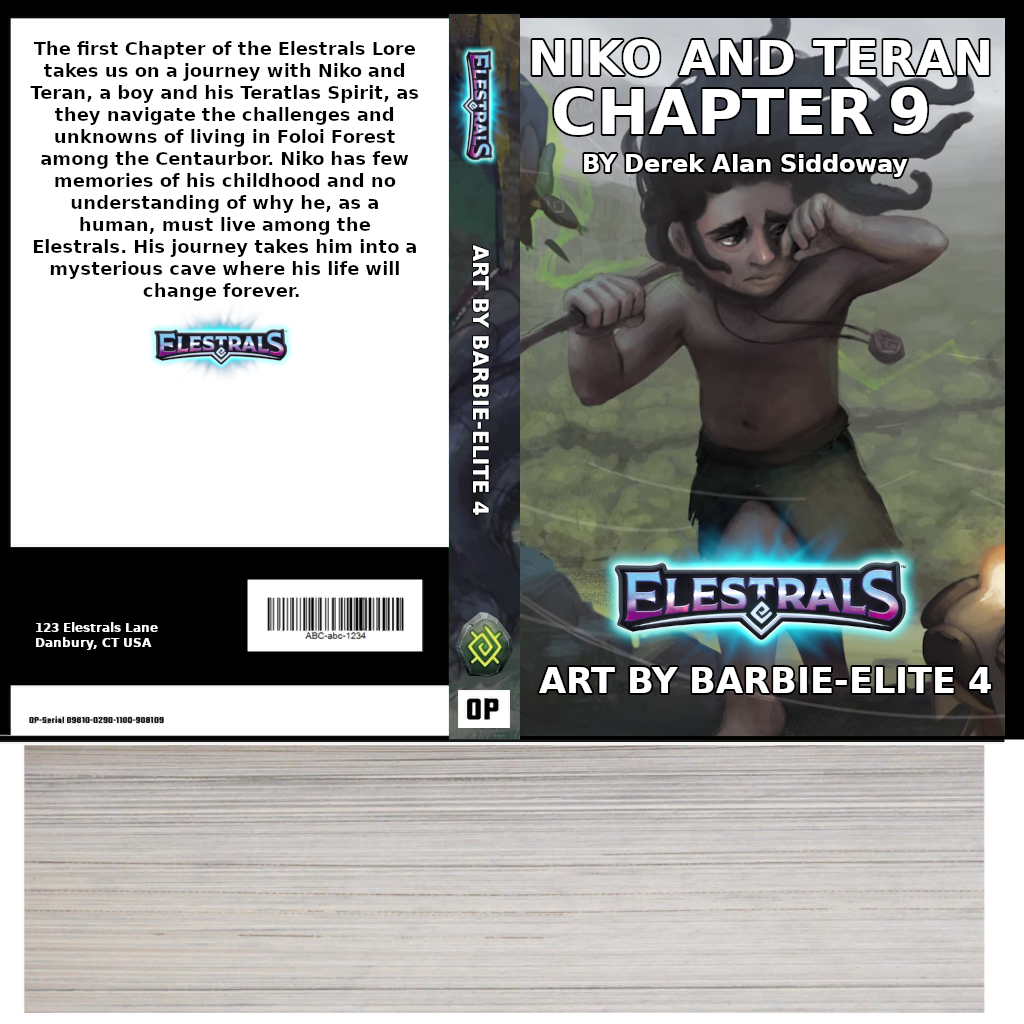 The first Chapter of the Elestrals Lore
takes us on a journey with Niko and
Teran, a boy and his Teratlas Spirit, as
they navigate the challenges and
unknowns of living in Foloi Forest
among the Centaurbor. Niko has few
memories of his childhood and no
understanding of why he, as a
human, must live among the
Elestrals. His journey takes him into a
mysterious cave where his life will
change forever.
ELESTRALS
123 Elestrals Lane
Danbury, CT USA
ABC-abc-1234
OP-Serial 09810-0290-1100-908109
ELESTRALS
ART BY BARBIE-ELITE 4
OP
NIKO AND TERAN
CHAPTER 9
BY Derek Alan Siddoway
ELESTRALS™
ART BY BARBIE-ELITE 4